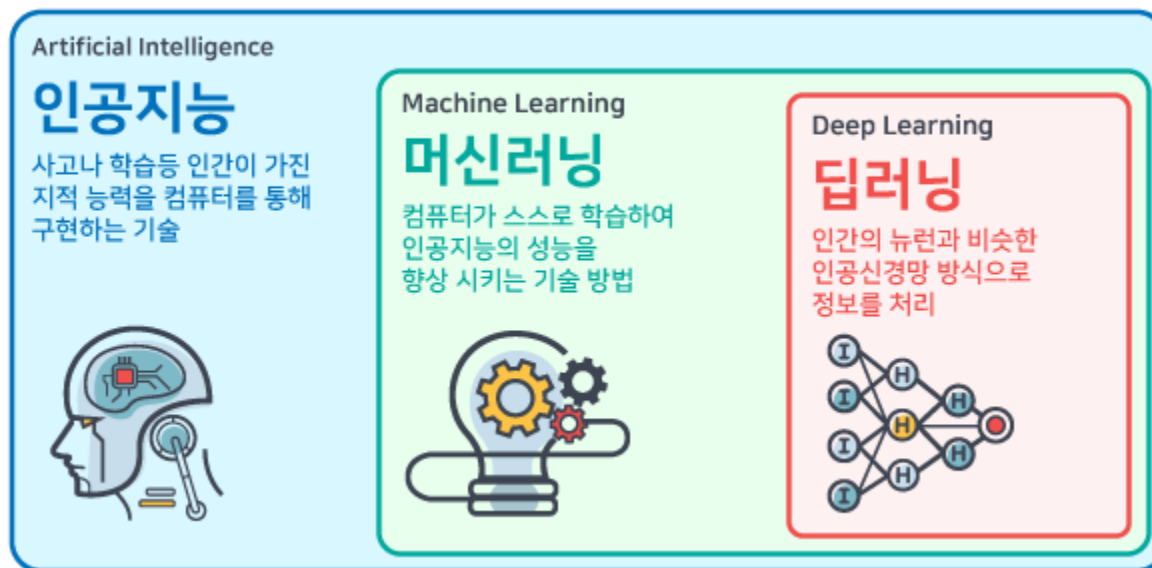 Artificial Intelligence
인공지능
사고나 학습등 인간이 가진
지적 능력을 컴퓨터를 통해
구현하는 기술
Machine Learning
머신러닝
컴퓨터가 스스로 학습하여
인공지능의 성능을
향상 시키는 기술 방법
Deep Learning
딥러닝
인간의 뉴런과 비슷한
인공신경망 방식으로
정보를 처리
I
H
I
H
H
I
H
H
I